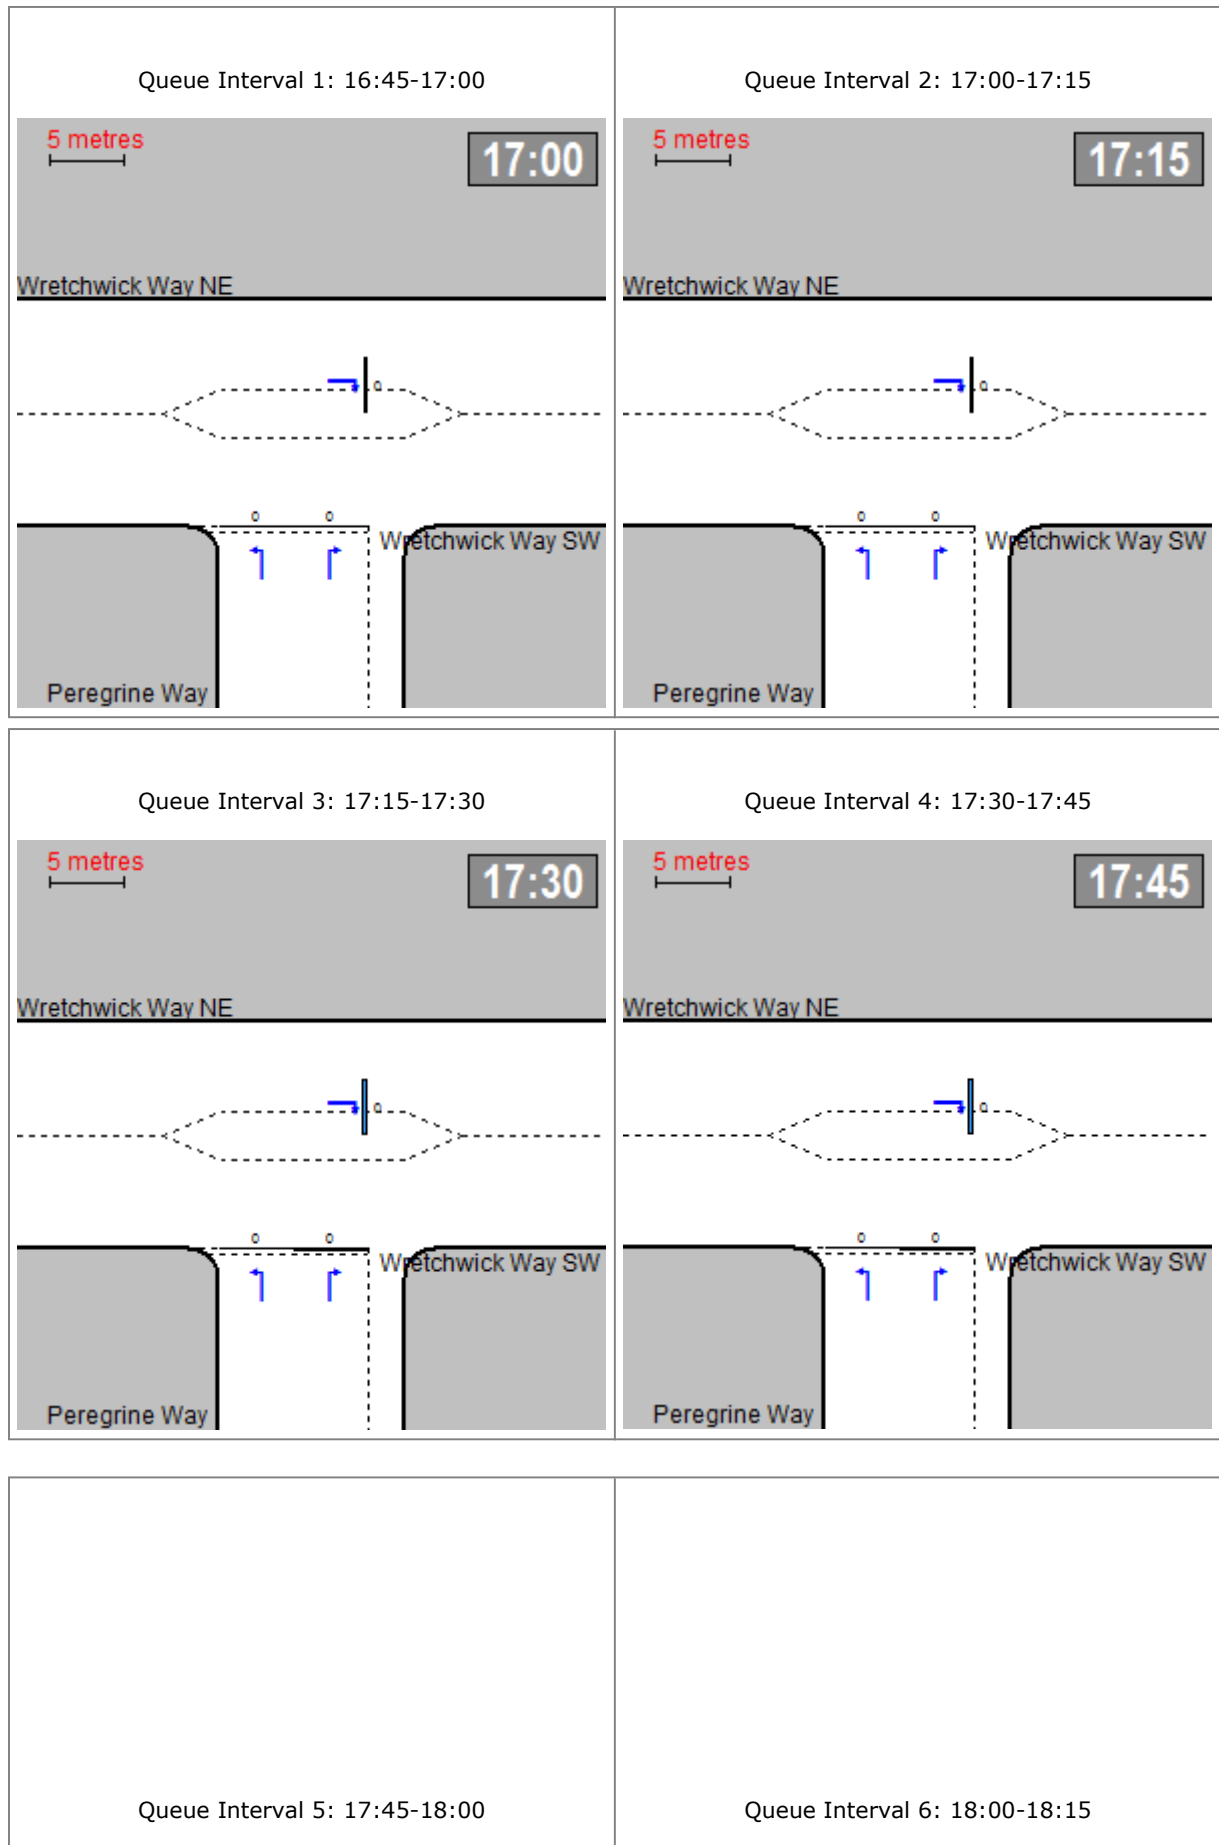 Queue Interval 1: 16:45-17:00
5 metres
17:00
Wretchwick Way NE
0
0 0
Wretchwick Way SW
Peregrine Way
Queue Interval 2: 17:00-17:15
5 metres
17:15
Wretchwick Way NE
0
0 0
Wretchwick Way SW
Peregrine Way
Queue Interval 3: 17:15-17:30
5 metres
17:30
Wretchwick Way NE
0
0 0
Wretchwick Way SW
Peregrine Way
Queue Interval 4: 17:30-17:45
5 metres
17:45
Wretchwick Way NE
0
0 0
Wretchwick Way SW
Peregrine Way
Queue Interval 5: 17:45-18:00
Queue Interval 6: 18:00-18:15